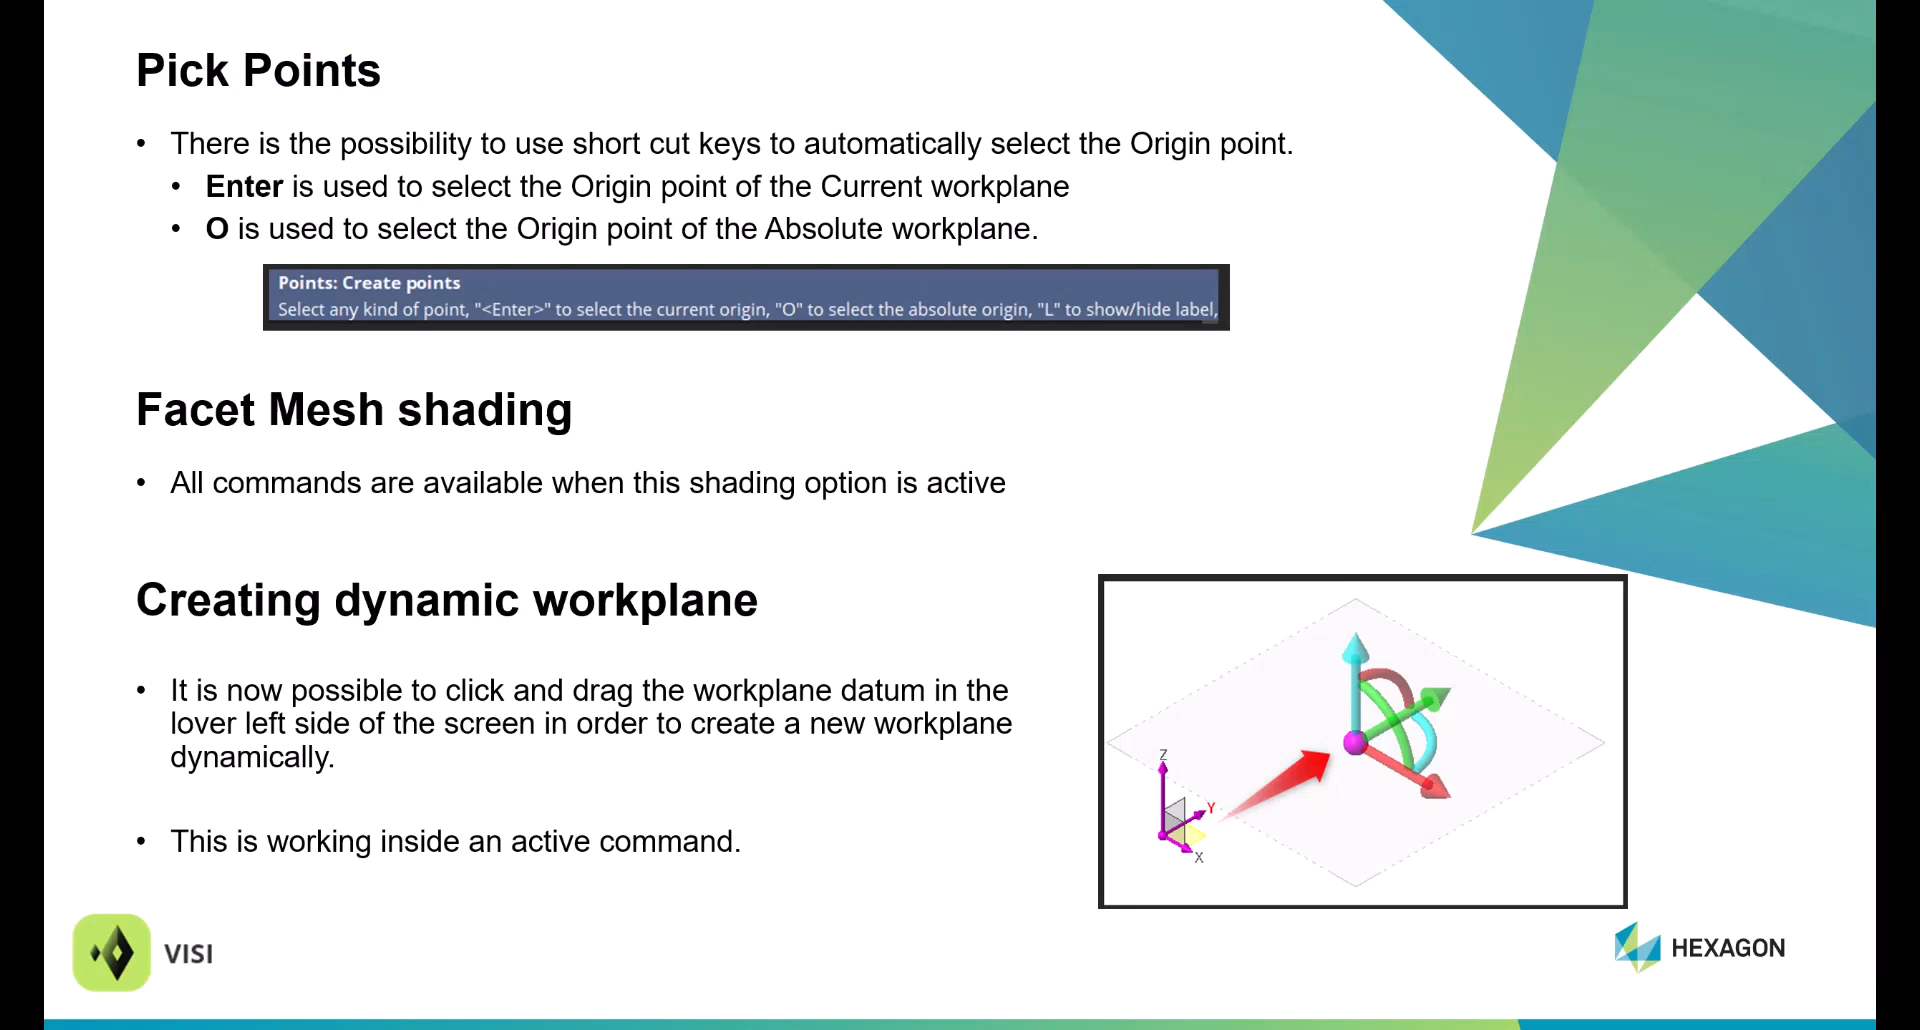 Pick Points
• There is the possibility to use short cut keys to automatically select the Origin point.
• Enter is used to select the Origin point of the Current workplane
• O is used to select the Origin point of the Absolute workplane.
Points: Create points
Select any kind of point, "<Enter>" to select the current origin, "O" to select the absolute origin, "L" to show/hide label,
Facet Mesh shading
• All commands are available when this shading option is active
Creating dynamic workplane
• It is now possible to click and drag the workplane datum in the
lover left side of the screen in order to create a new workplane
dynamically.
• This is working inside an active command.
Z
Y
X
VISI
HEXAGON